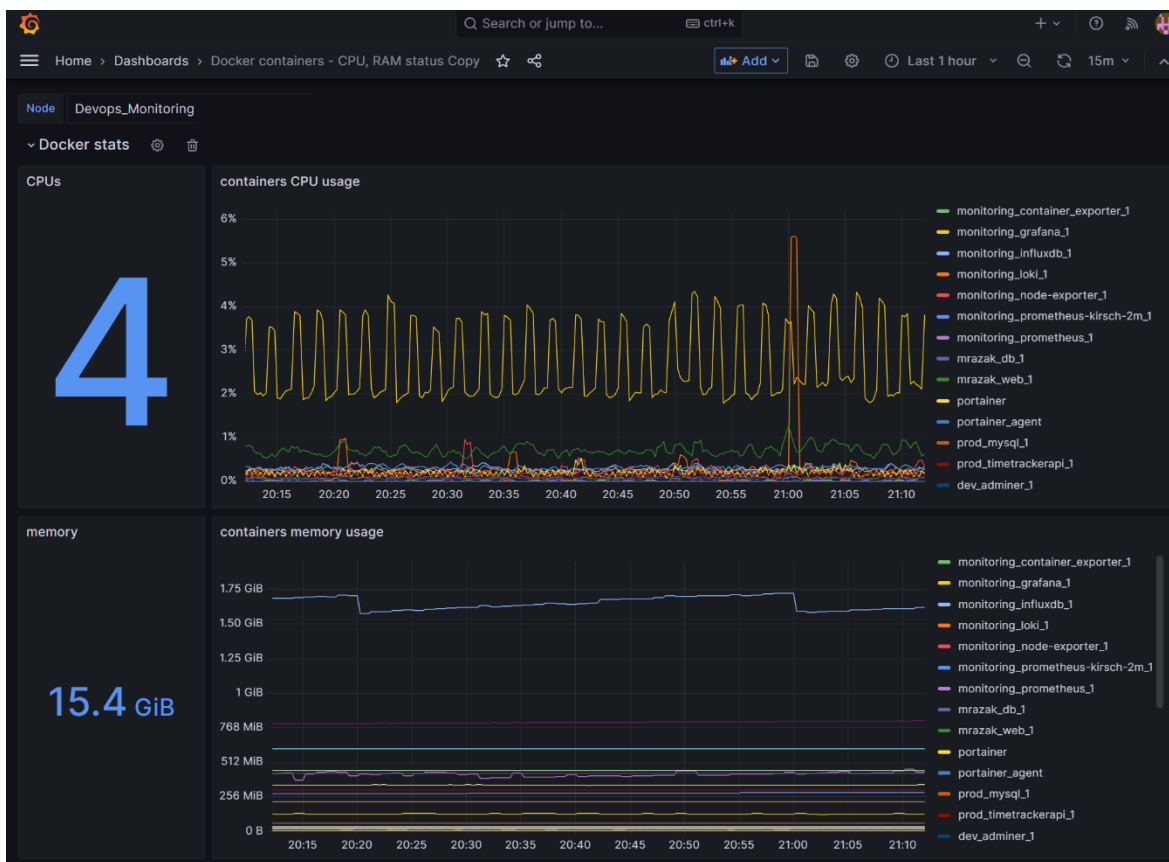 Search or jump to... ctrl+k
Home > Dashboards > Docker containers - CPU, RAM status Copy
Add
Last 1 hour
15m
Node Devops_Monitoring
Docker stats
CPUs
4
containers CPU usage
6%
5%
4%
3%
2%
1%
0%
20:15 20:20 20:25 20:30 20:35 20:40 20:45 20:50 20:55 21:00 21:05 21:10
monitoring_container_exporter_1
monitoring_grafana_1
monitoring_influxdb_1
monitoring_loki_1
monitoring_node-exporter_1
monitoring_prometheus-kirsch-2m_1
monitoring_prometheus_1
mrazak_db_1
mrazak_web_1
portainer
portainer_agent
prod_mysql_1
prod_timetrackerapi_1
dev_adminer_1
memory
15.4 GiB
containers memory usage
1.75 GiB
1.50 GiB
1.25 GiB
1 GiB
768 MiB
512 MiB
256 MiB
0 B
20:15 20:20 20:25 20:30 20:35 20:40 20:45 20:50 20:55 21:00 21:05 21:10
monitoring_container_exporter_1
monitoring_grafana_1
monitoring_influxdb_1
monitoring_loki_1
monitoring_node-exporter_1
monitoring_prometheus-kirsch-2m_1
monitoring_prometheus_1
mrazak_db_1
mrazak_web_1
portainer
portainer_agent
prod_mysql_1
prod_timetrackerapi_1
dev_adminer_1